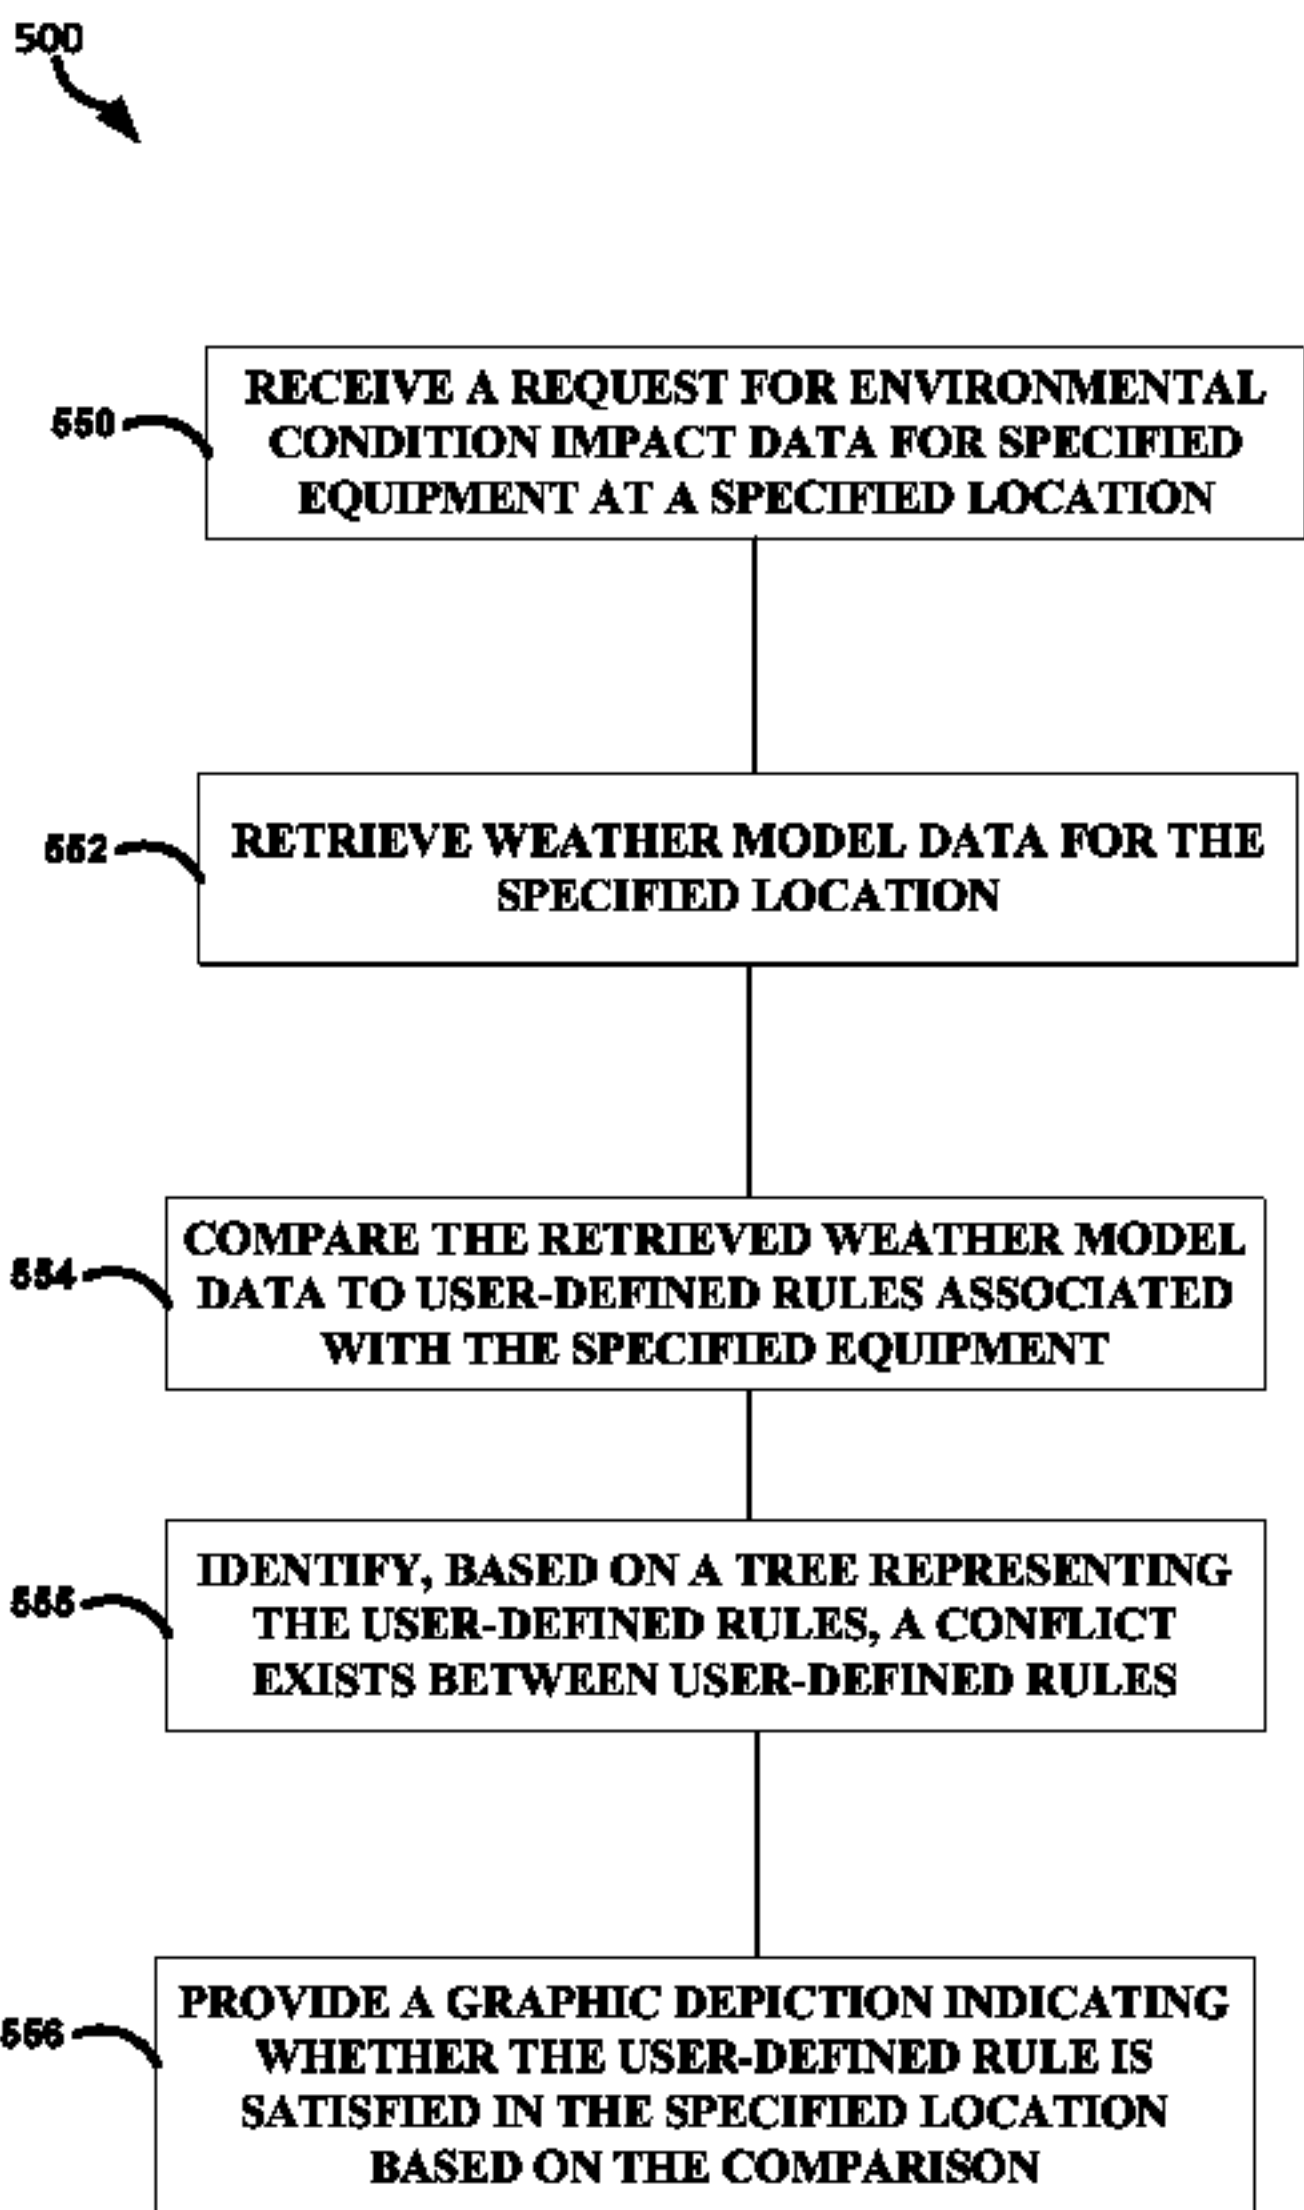 500
550
RECEIVE A REQUEST FOR ENVIRONMENTAL
CONDITION IMPACT DATA FOR SPECIFIED
EQUIPMENT AT A SPECIFIED LOCATION
552
RETRIEVE WEATHER MODEL DATA FOR THE
SPECIFIED LOCATION
554
COMPARE THE RETRIEVED WEATHER MODEL
DATA TO USER-DEFINED RULES ASSOCIATED
WITH THE SPECIFIED EQUIPMENT
555
IDENTIFY, BASED ON A TREE REPRESENTING
THE USER-DEFINED RULES, A CONFLICT
EXISTS BETWEEN USER-DEFINED RULES
556
PROVIDE A GRAPHIC DEPICTION INDICATING
WHETHER THE USER-DEFINED RULE IS
SATISFIED IN THE SPECIFIED LOCATION
BASED ON THE COMPARISON